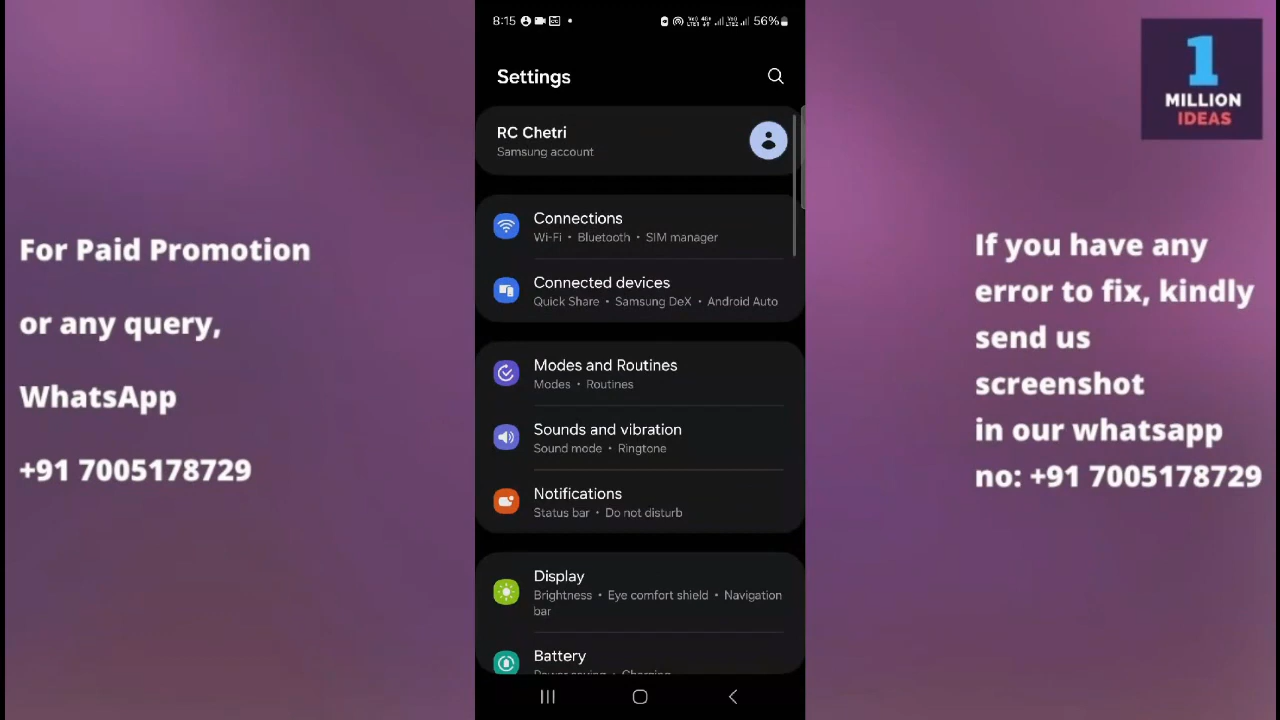 For Paid Promotion
or any query,
WhatsApp
+91 7005178729
8:15
56%
Settings
RC Chetri
Samsung account
Connections
Wi-Fi • Bluetooth • SIM manager
Connected devices
Quick Share • Samsung DeX • Android Auto
Modes and Routines
Modes • Routines
Sounds and vibration
Sound mode • Ringtone
Notifications
Status bar • Do not disturb
Display
Brightness • Eye comfort shield • Navigation
bar
Battery
Power saving • Charging
1
MILLION
IDEAS
If you have any
error to fix, kindly
send us
screenshot
in our whatsapp
no: +91 7005178729